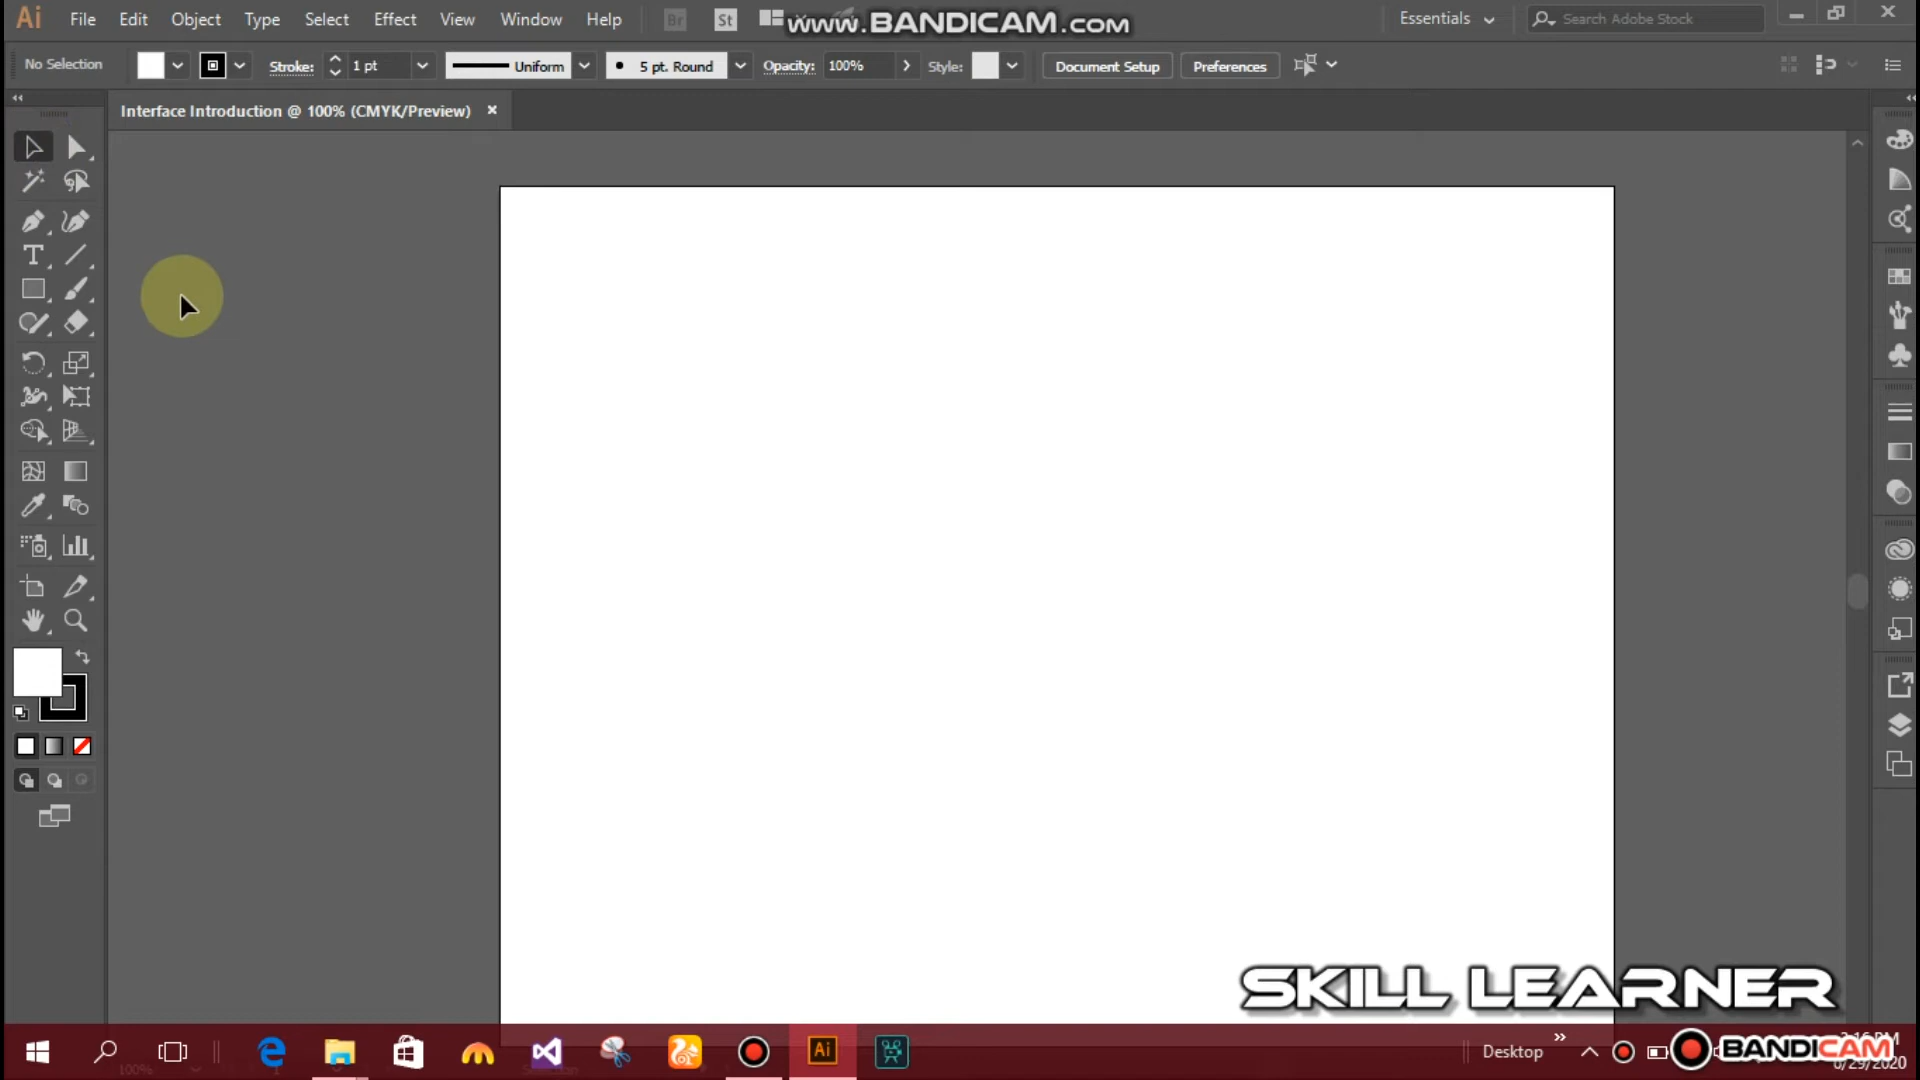 Ai File Edit Object Type Select Effect View Window Help Br St www.BANDICAM.com Essentials Search Adobe Stock
No Selection Stroke: 1 pt Uniform 5 pt. Round Opacity: 100% Style: Document Setup Preferences
Interface Introduction @ 100% (CMYK/Preview) ×
T
SKILL LEARNER
Ai Desktop BANDICAM